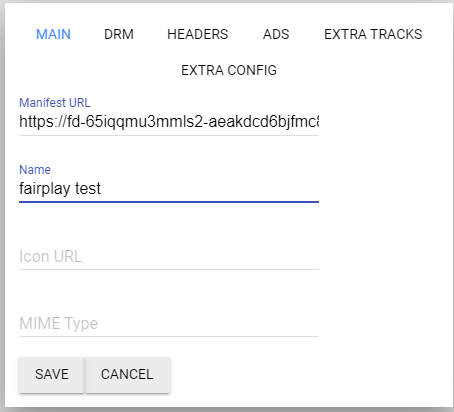 MAIN DRM HEADERS ADS EXTRA TRACKS
EXTRA CONFIG
Manifest URL
https://fd-65iqqmu3mmls2-aeakdcd6bjfmc8
Name
fairplay test
Icon URL
MIME Type
SAVE CANCEL